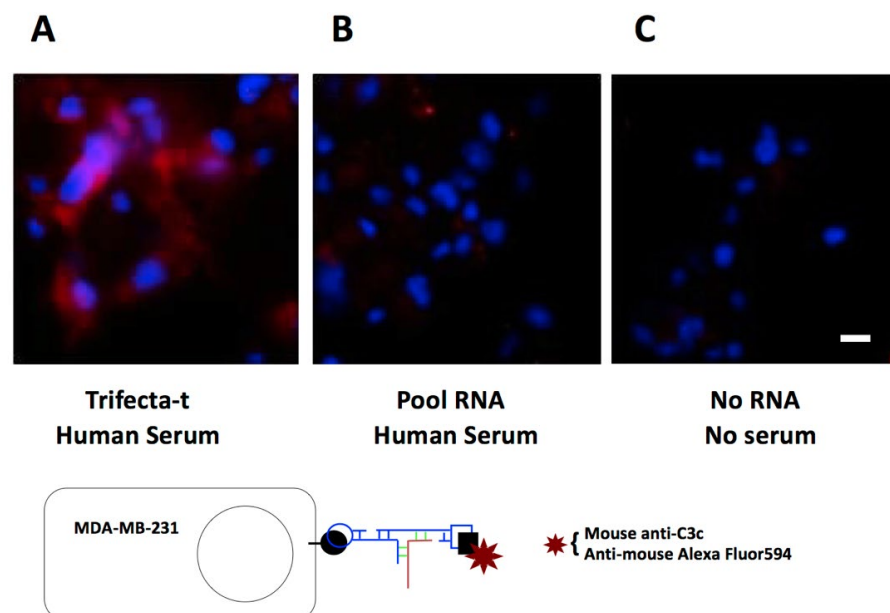 A
B
C
Trifecta-t
Human Serum
Pool RNA
Human Serum
No RNA
No serum
MDA-MB-231
Mouse anti-C3c
Anti-mouse Alexa Fluor594